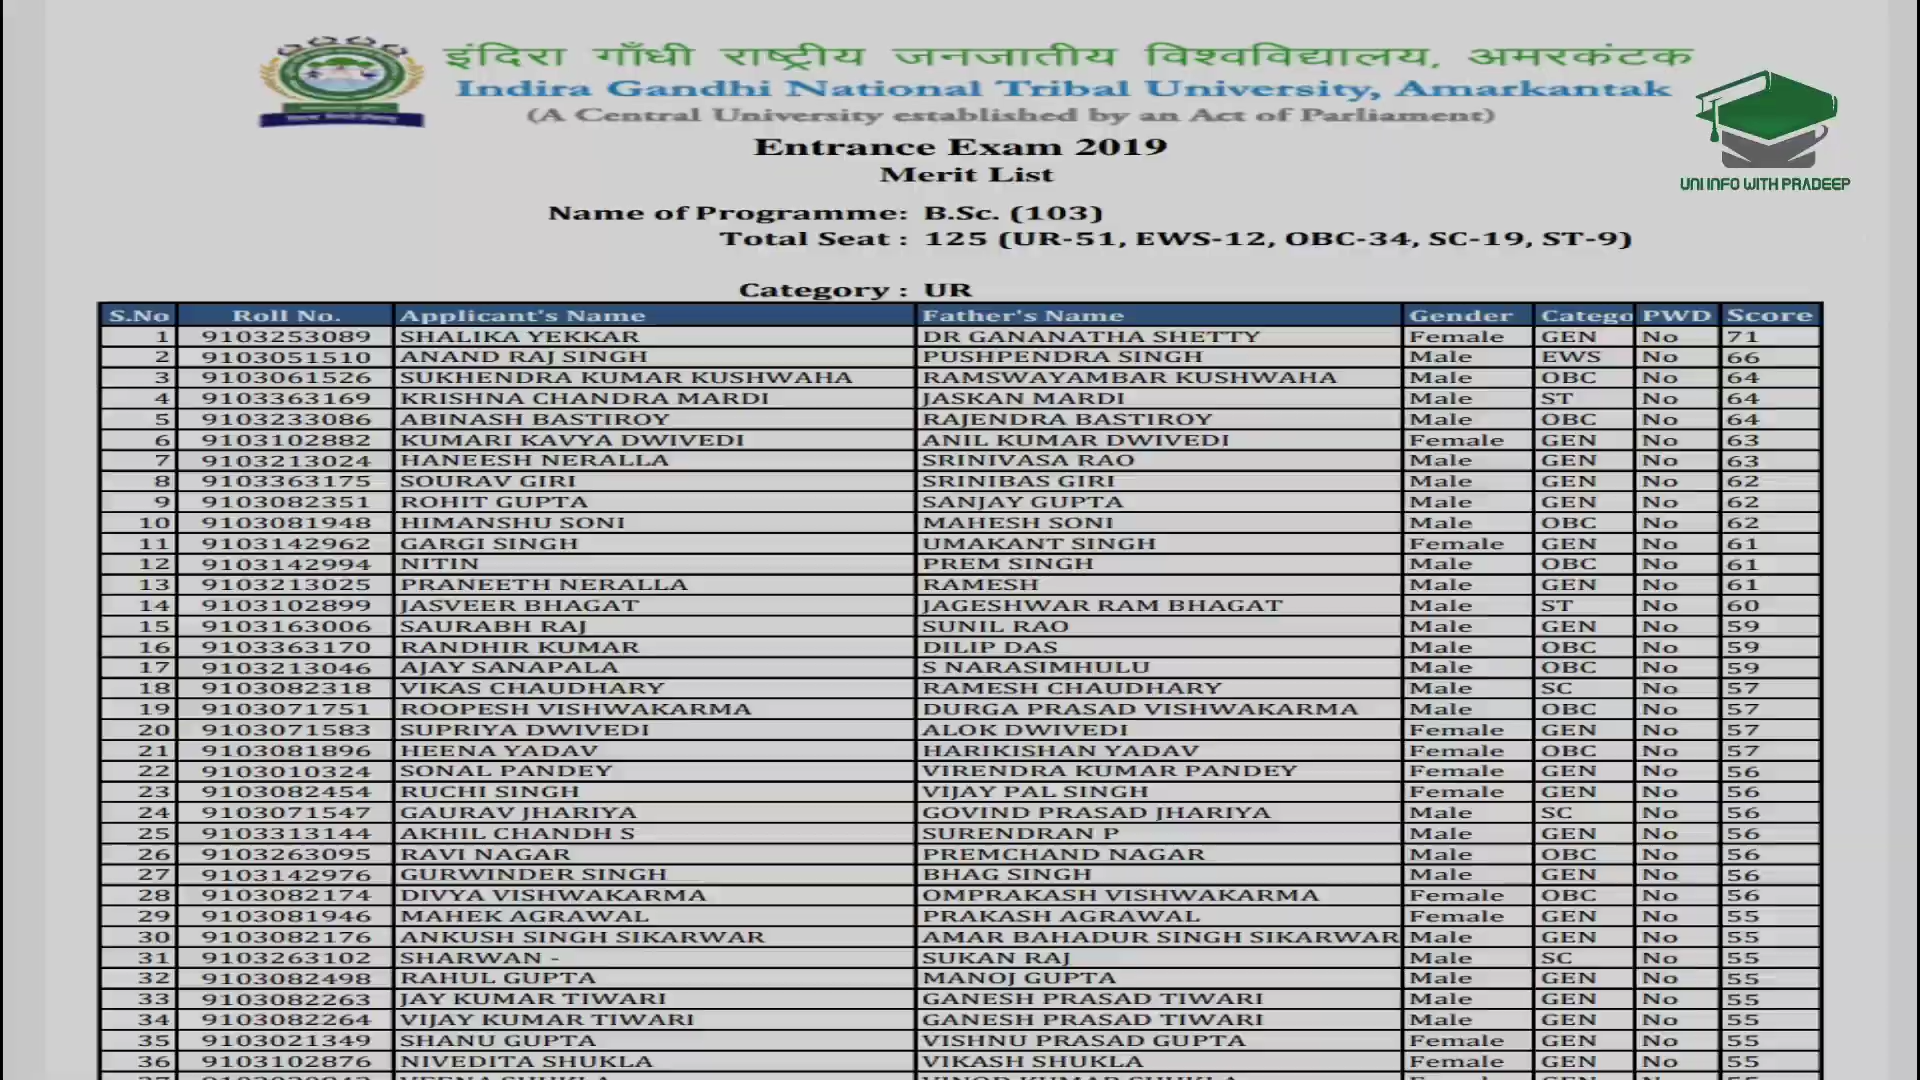 इंदिरा गाँधी राष्ट्रीय जनजातीय विश्वविद्यालय, अमरकंटक
Indira Gandhi National Tribal University, Amarkantak
(A Central University established by an Act of Parliament)
UNI INFO WITH PRADEEP
Entrance Exam 2019
Merit List
Name of Programme: B.Sc. (103)
Total Seat : 125 (UR-51, EWS-12, OBC-34, SC-19, ST-9)
Category : UR
S.No Roll No. Applicant's Name Father's Name Gender Catego PWD Score
1 9103253089 SHALIKA YEKKAR DR GANANATHA SHETTY Female GEN No 71
2 9103051510 ANAND RAJ SINGH PUSHPENDRA SINGH Male EWS No 66
3 9103061526 SUKHENDRA KUMAR KUSHWAHA RAMSWAYAMBAR KUSHWAHA Male OBC No 64
4 9103363169 KRISHNA CHANDRA MARDI JASKAN MARDI Male ST No 64
5 9103233086 ABINASH BASTIROY RAJENDRA BASTIROY Male OBC No 64
6 9103102882 KUMARI KAVYA DWIVEDI ANIL KUMAR DWIVEDI Female GEN No 63
7 9103213024 HANEESH NERALLA SRINIVASA RAO Male GEN No 63
8 9103363175 SOURAV GIRI SRINIBAS GIRI Male GEN No 62
9 9103082351 ROHIT GUPTA SANJAY GUPTA Male GEN No 62
10 9103081948 HIMANSHU SONI MAHESH SONI Male OBC No 62
11 9103142962 GARGI SINGH UMAKANT SINGH Female GEN No 61
12 9103142994 NITIN PREM SINGH Male OBC No 61
13 9103213025 PRANEETH NERALLA RAMESH Male GEN No 61
14 9103102899 JASVEER BHAGAT JAGESHWAR RAM BHAGAT Male ST No 60
15 9103163006 SAURABH RAJ SUNIL RAO Male GEN No 59
16 9103363170 RANDHIR KUMAR DILIP DAS Male OBC No 59
17 9103213046 AJAY SANAPALA S NARASIMHULU Male OBC No 59
18 9103082318 VIKAS CHAUDHARY RAMESH CHAUDHARY Male SC No 57
19 9103071751 ROOPESH VISHWAKARMA DURGA PRASAD VISHWAKARMA Male OBC No 57
20 9103071583 SUPRIYA DWIVEDI ALOK DWIVEDI Female GEN No 57
21 9103081896 HEENA YADAV HARIKISHAN YADAV Female OBC No 57
22 9103010324 SONAL PANDEY VIRENDRA KUMAR PANDEY Female GEN No 56
23 9103082454 RUCHI SINGH VIJAY PAL SINGH Female GEN No 56
24 9103071547 GAURAV JHARIYA GOVIND PRASAD JHARIYA Male SC No 56
25 9103313144 AKHIL CHANDH S SURENDRAN P Male GEN No 56
26 9103263095 RAVI NAGAR PREMCHAND NAGAR Male OBC No 56
27 9103142976 GURWINDER SINGH BHAG SINGH Male GEN No 56
28 9103082174 DIVYA VISHWAKARMA OMPRAKASH VISHWAKARMA Female OBC No 56
29 9103081946 MAHEK AGRAWAL PRAKASH AGRAWAL Female GEN No 55
30 9103082176 ANKUSH SINGH SIKARWAR AMAR BAHADUR SINGH SIKARWAR Male GEN No 55
31 9103263102 SHARWAN - SUKAN RAJ Male SC No 55
32 9103082498 RAHUL GUPTA MANOJ GUPTA Male GEN No 55
33 9103082263 JAY KUMAR TIWARI GANESH PRASAD TIWARI Male GEN No 55
34 9103082264 VIJAY KUMAR TIWARI GANESH PRASAD TIWARI Male GEN No 55
35 9103021349 SHANU GUPTA VISHNU PRASAD GUPTA Female GEN No 55
36 9103102876 NIVEDITA SHUKLA VIKASH SHUKLA Female GEN No 55